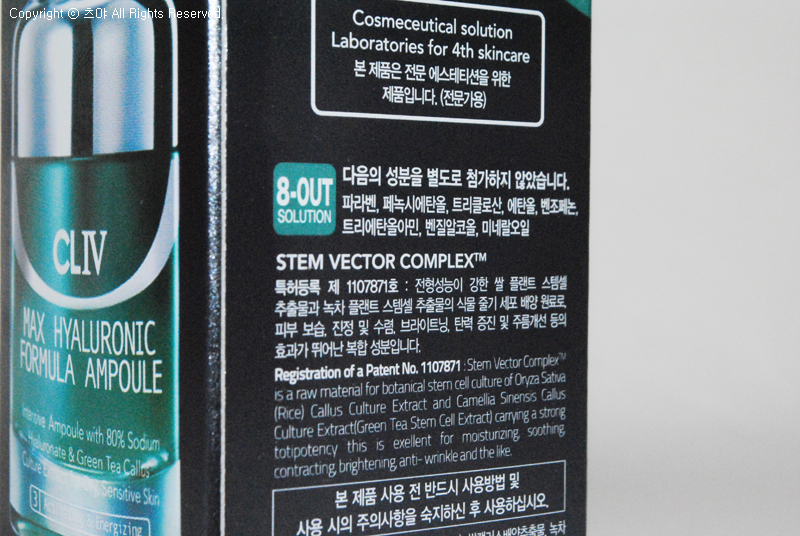 Copyright ⓒ 츠야 All Rights Reserved
CLIV
MAX HYALURONIC
FORMULA AMPOULE
Intensive Ampoule with 80% Sodium
Hyaluronate & Green Tea Callus
Sensitive Skin
3
& Energizing
Cosmeceutical solution
Laboratories for 4th skincare
본 제품은 전문 에스테티션을 위한
제품입니다. (전문가용)
8-OUT
SOLUTION
다음의 성분을 별도로 첨가하지 않았습니다.
파라벤, 페녹시에탄올, 트리클로산, 에탄올, 벤조페논,
트리에탄올아민, 벤질알코올, 미네랄오일
STEM VECTOR COMPLEX™
특허등록 제 1107871호 : 전형성능이 강한 쌀 플랜트 스템셀
추출물과 녹차 플랜트 스템셀 추출물의 식물 줄기 세포 배양 원료로,
피부 보습, 진정 및 수렴, 브라이트닝, 탄력 증진 및 주름개선 등의
효과가 뛰어난 복합 성분입니다.
Registration of a Patent No. 1107871 : Stem Vector Complex™
is a raw material for botanical stem cell culture of Oryza Sativa
(Rice) Callus Culture Extract and Camellia Sinensis Callus
Culture Extract(Green Tea Stem Cell Extract) carrying a strong
totipotency this is exellent for moisturizing, soothing,
contracting, brightening, anti- wrinkle and the like.
본 제품 사용 전 반드시 사용방법 및
사용 시의 주의사항을 숙지하신 후 사용하십시오.
녹차